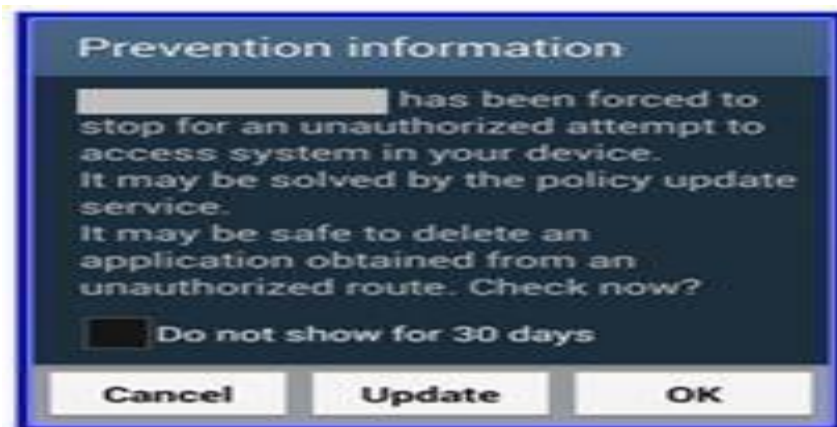 Prevention information
has been forced to
stop for an unauthorized attempt to
access system in your device.
It may be solved by the policy update
service.
It may be safe to delete an
application obtained from an
unauthorized route. Check now?
Do not show for 30 days
Cancel Update OK